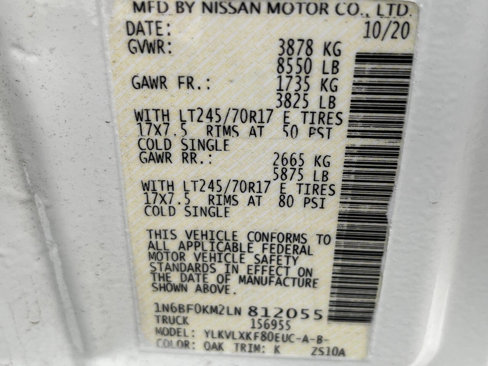 MFD BY NISSAN MOTOR CO., LTD.
DATE: 10/20
GVWR: 3878 KG
8550 LB
GAWR FR.: 1735 KG
3825 LB
WITH LT245/70R17 E TIRES
17X7.5 RIMS AT 50 PSI
COLD SINGLE
GAWR RR.: 2665 KG
5875 LB
WITH LT245/70R17 E TIRES
17X7.5 RIMS AT 80 PSI
COLD SINGLE
THIS VEHICLE CONFORMS TO
ALL APPLICABLE FEDERAL
MOTOR VEHICLE SAFETY
STANDARDS IN EFFECT ON
THE DATE OF MANUFACTURE
SHOWN ABOVE.
1N6BF0KM2LN 812055
TRUCK 156955
MODEL: YLKVLXKF80EUC-A-B-
COLOR: QAK TRIM: K 2510A